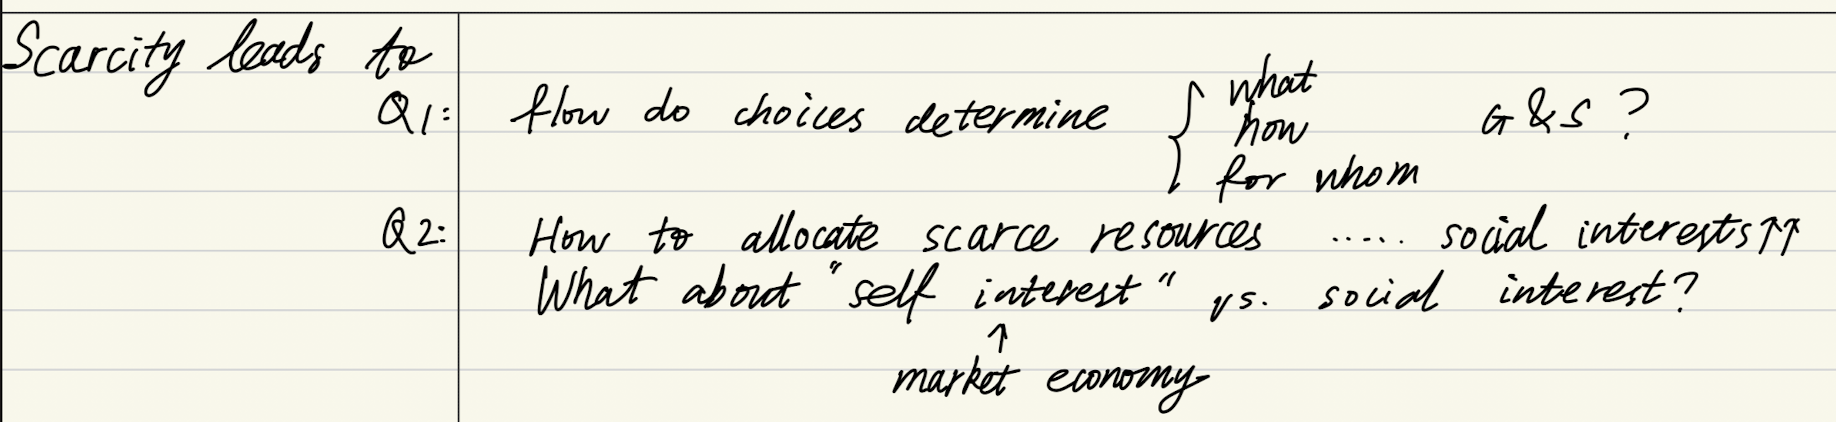 Scarcity leads to
Q1: How do choices determine { what
how
for whom
G & S ?
Q2: How to allocate scarce resources ..... social interests↑↑
What about "self interest" vs. social interest?
↑
market economy